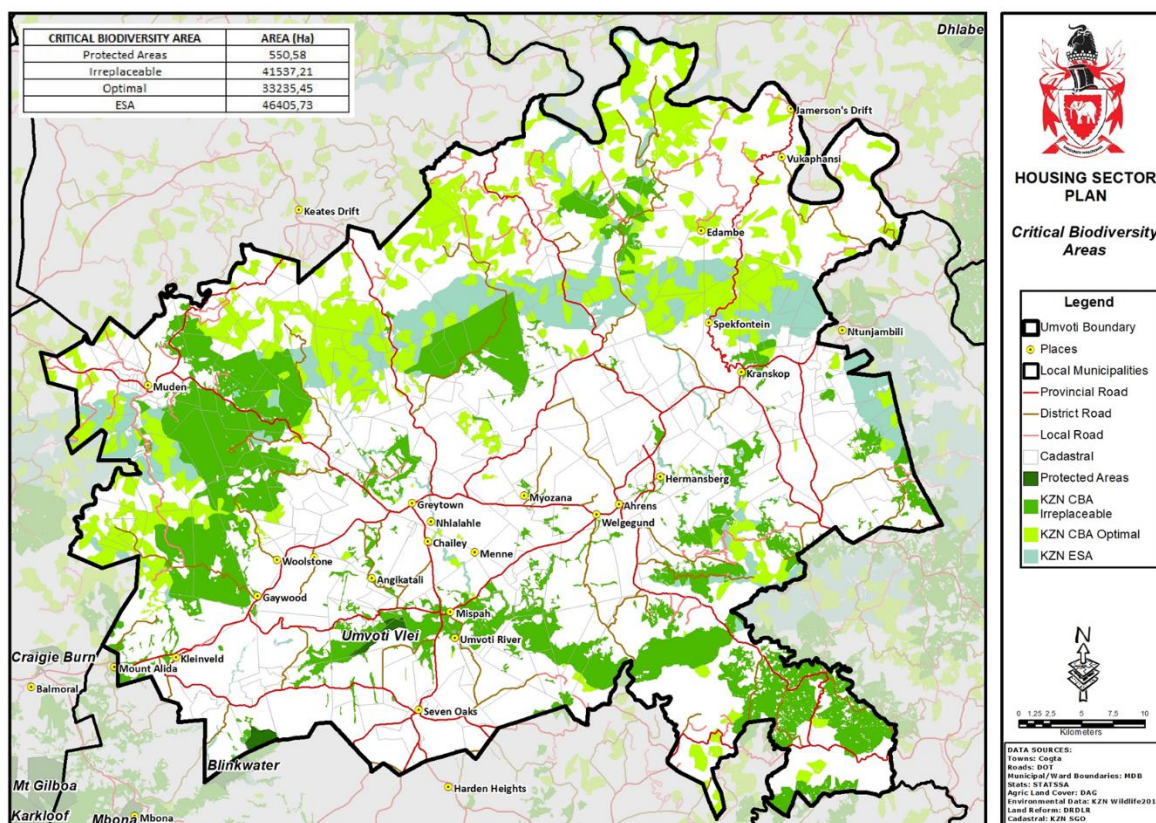 CRITICAL BIODIVERSITY AREA AREA (Ha)
Protected Areas 550,58
Irreplaceable 41537,21
Optimal 33235,45
ESA 46405,73
Dhlabe
Jamerson's Drift
Vukaphansi
Keates Drift
Edambe
Spekfontein
Ntunjambili
Kranskop
Muden
Hermansberg
Myozana
Greytown
Ahrens
Welgegund
Nhlalahle
Chailey
Menne
Woolstone
Angikatali
Gaywood
Mispah
Umvoti Vlei
Umvoti River
Craigie Burn
Kleinveld
Mount Alida
Balmoral
Seven Oaks
Blinkwater
Mt Gilboa
Harden Heights
Karkloof
Mbona
Mbona
HOUSING SECTOR
PLAN
Critical Biodiversity
Areas
Legend
Umvoti Boundary
Places
Local Municipalities
Provincial Road
District Road
Local Road
Cadastral
Protected Areas
KZN CBA
Irreplaceable
KZN CBA Optimal
KZN ESA
N
0 1.25 2.5 5 7.5 10
Kilometers
DATA SOURCES:
Towns: Cogta
Roads: DOT
Municipal/Ward Boundaries: MDB
Stats: STATSSA
Agric Land Cover: DAG
Environmental Data: KZN Wildlife201
Land Reform: DRDLR
Cadastral: KZN SGO